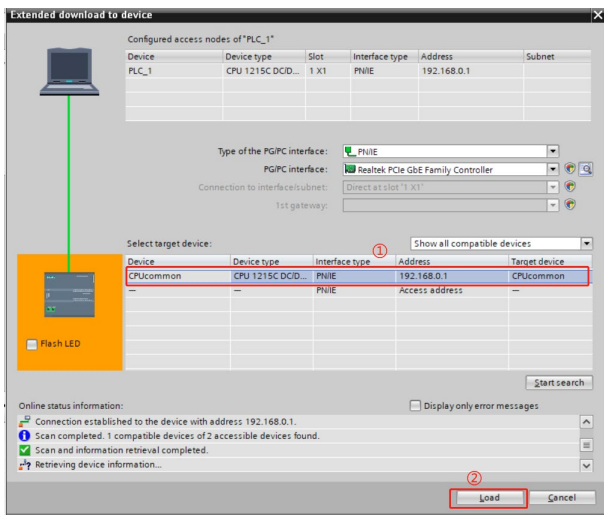 Extended download to device
Configured access nodes of "PLC_1"
Device Device type Slot Interface type Address Subnet
PLC_1 CPU 1215C DC/D... 1 X1 PN/IE 192.168.0.1
Type of the PG/PC interface: PN/IE
PG/PC interface: Realtek PCIe GbE Family Controller
Connection to interface/subnet: Direct at slot '1 X1'
1st gateway:
Select target device: ① Show all compatible devices
Device Device type Interface type Address Target device
CPUcommon CPU 1215C DC/D... PN/IE 192.168.0.1 CPUcommon
— — PN/IE Access address —
Flash LED
Start search
Online status information: Display only error messages
Connection established to the device with address 192.168.0.1.
Scan completed. 1 compatible devices of 2 accessible devices found.
Scan and information retrieval completed.
Retrieving device information...
②
Load Cancel